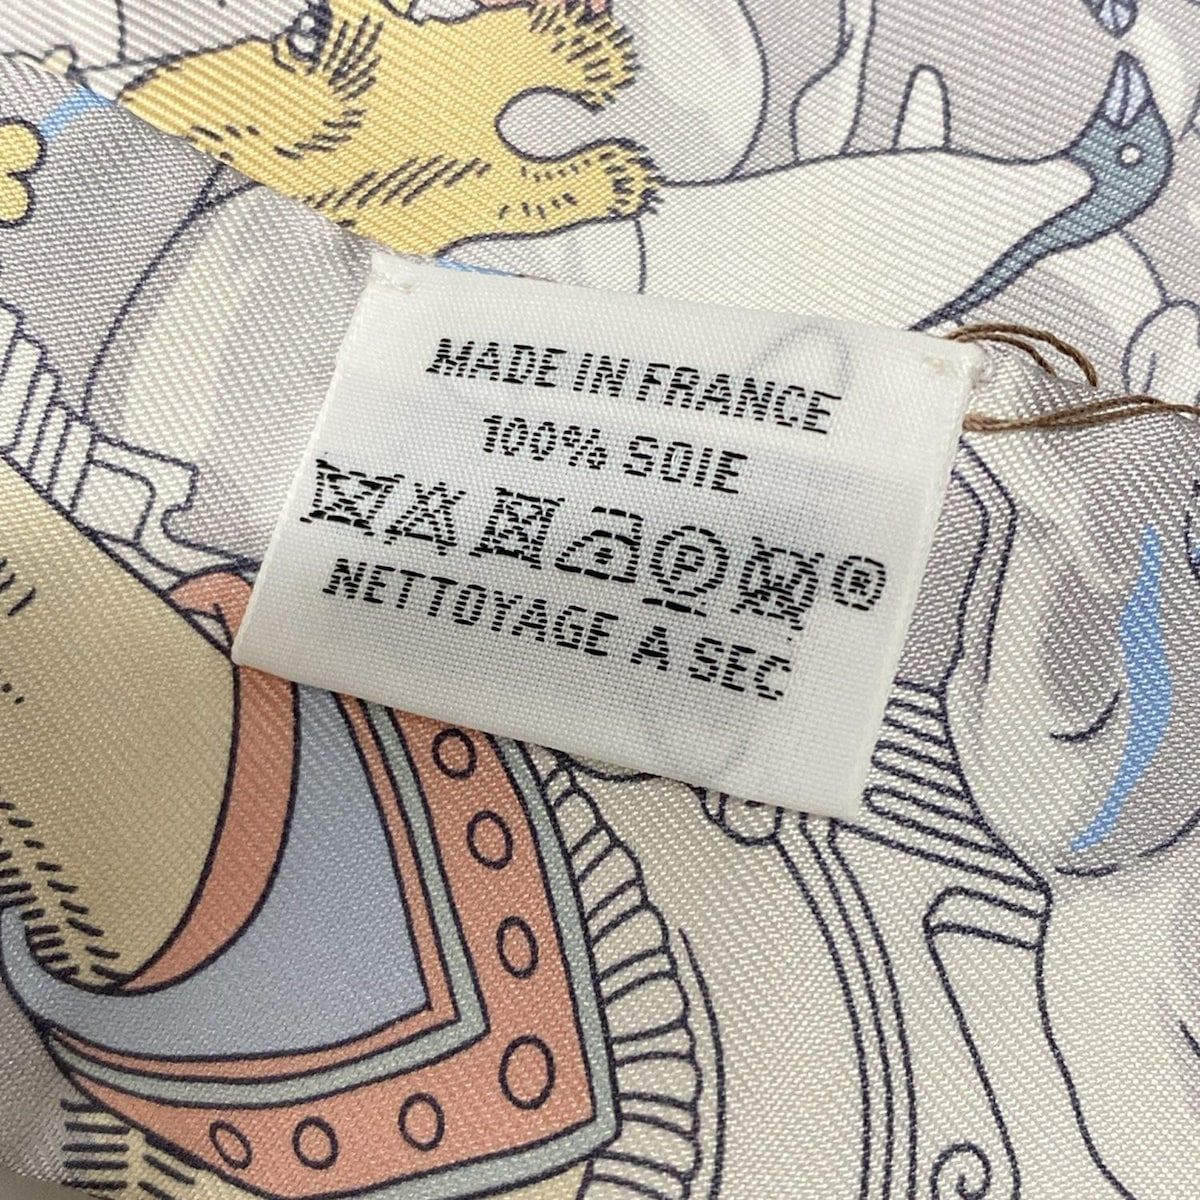 MADE IN FRANCE
100% SOIE
P ®
NETTOYAGE A SEC